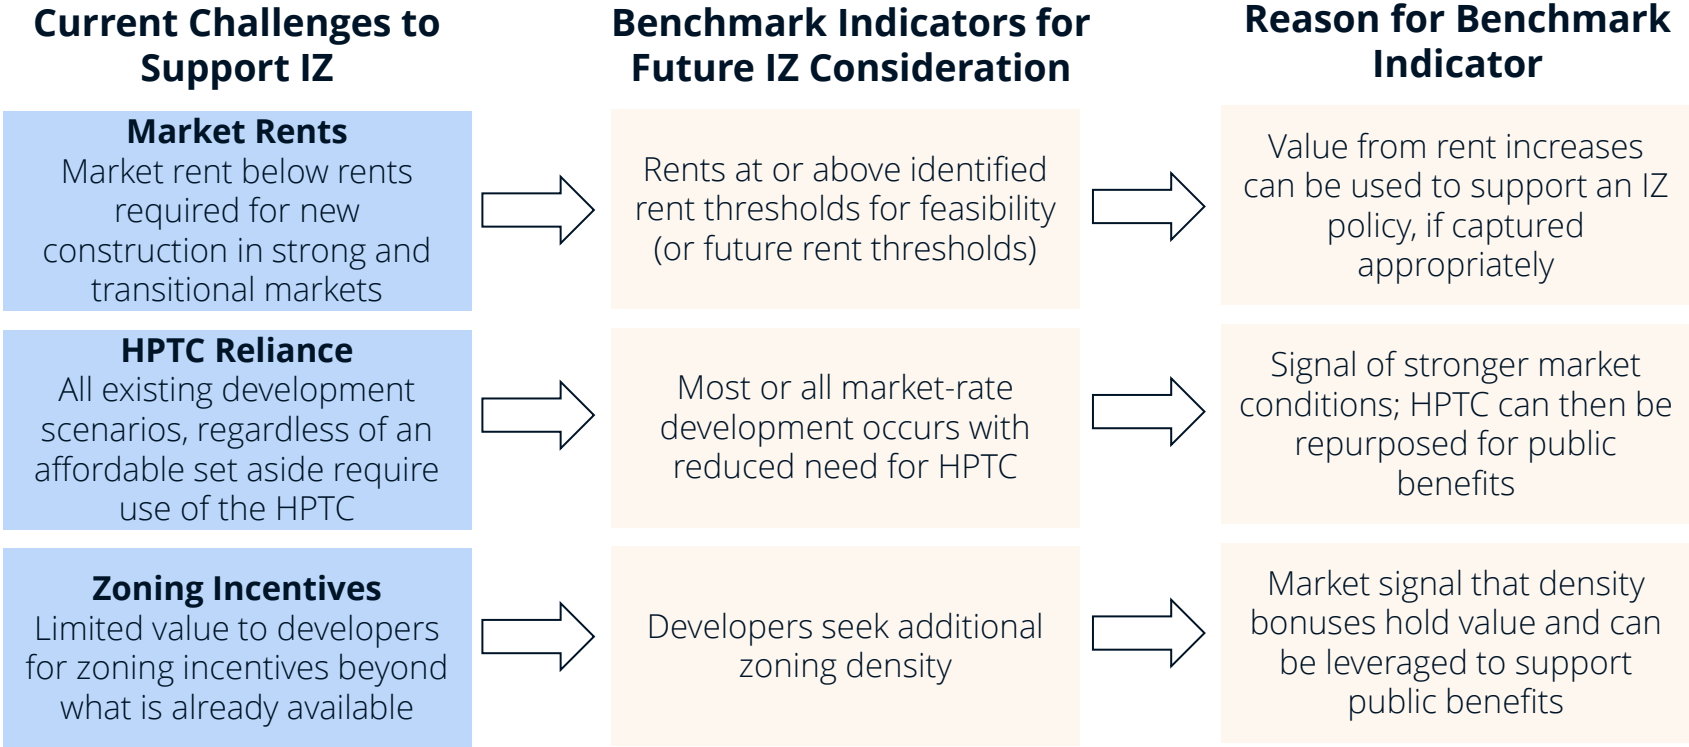 Current Challenges to
Support IZ
Benchmark Indicators for
Future IZ Consideration
Reason for Benchmark
Indicator
Market Rents
Market rent below rents
required for new
construction in strong and
transitional markets
Rents at or above identified
rent thresholds for feasibility
(or future rent thresholds)
Value from rent increases
can be used to support an IZ
policy, if captured
appropriately
HPTC Reliance
All existing development
scenarios, regardless of an
affordable set aside require
use of the HPTC
Most or all market-rate
development occurs with
reduced need for HPTC
Signal of stronger market
conditions; HPTC can then be
repurposed for public
benefits
Zoning Incentives
Limited value to developers
for zoning incentives beyond
what is already available
Developers seek additional
zoning density
Market signal that density
bonuses hold value and can
be leveraged to support
public benefits